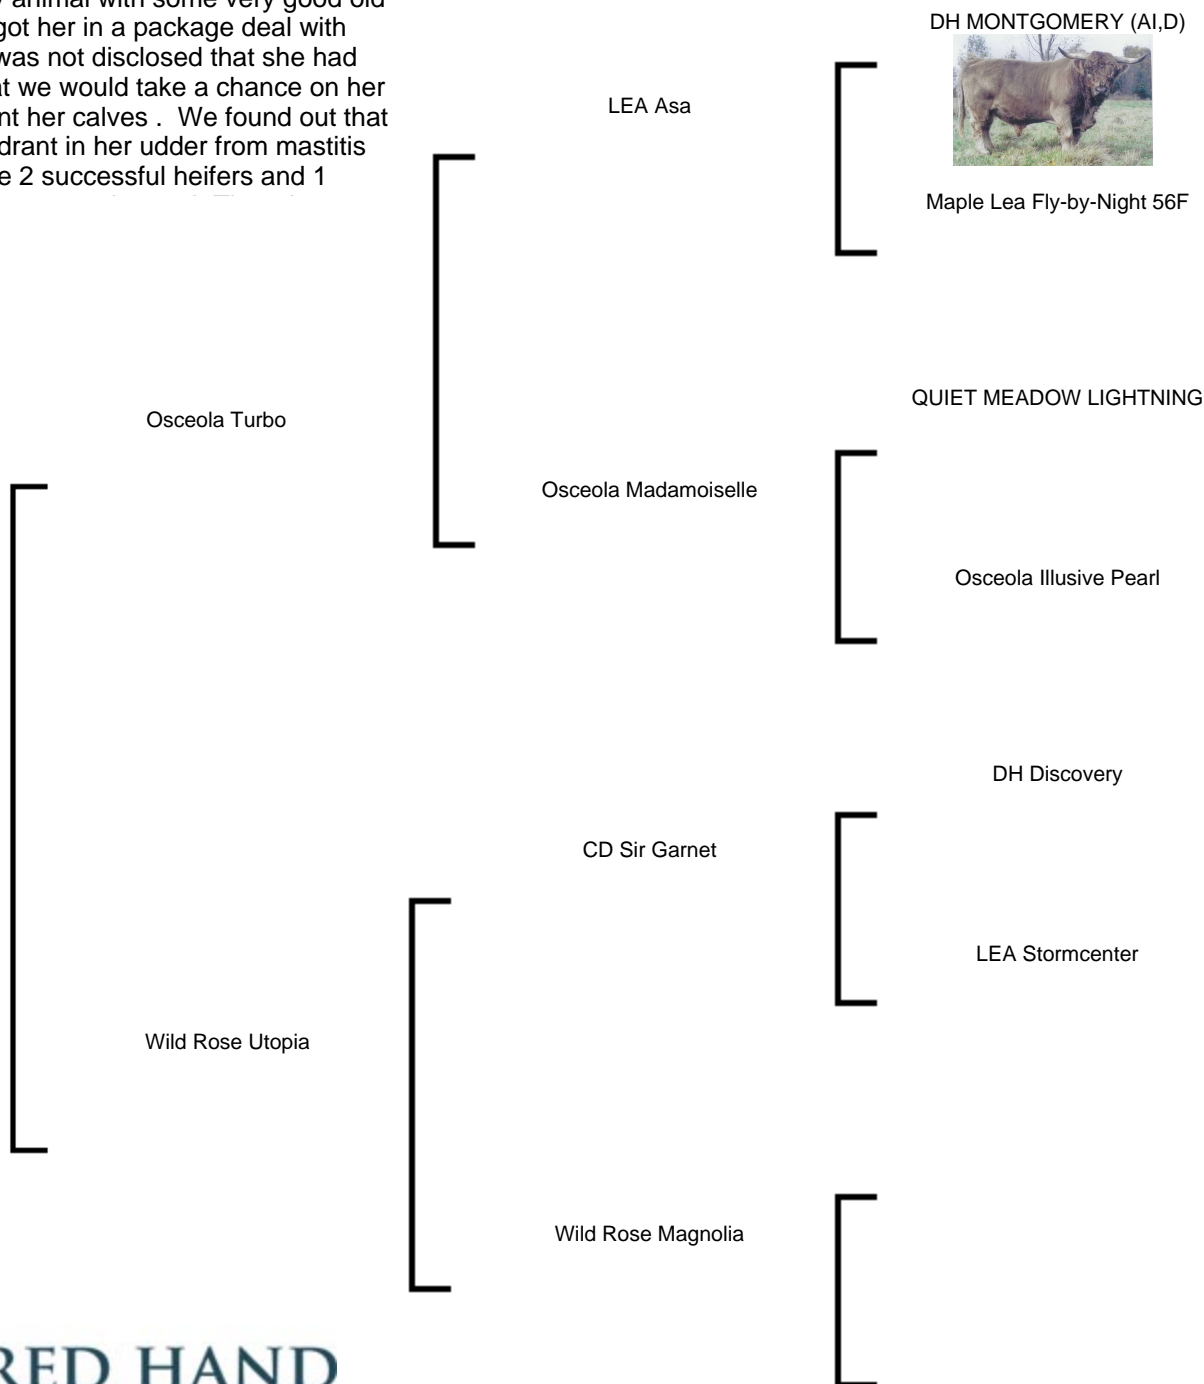 y animal with some very good old
got her in a package deal with
was not disclosed that she had
at we would take a chance on her
nt her calves . We found out that
drant in her udder from mastitis
e 2 successful heifers and 1
DH MONTGOMERY (AI,D)
LEA Asa
Maple Lea Fly-by-Night 56F
Osceola Turbo
QUIET MEADOW LIGHTNING
Osceola Madamoiselle
Osceola Illusive Pearl
DH Discovery
CD Sir Garnet
LEA Stormcenter
Wild Rose Utopia
Wild Rose Magnolia
RED HAND